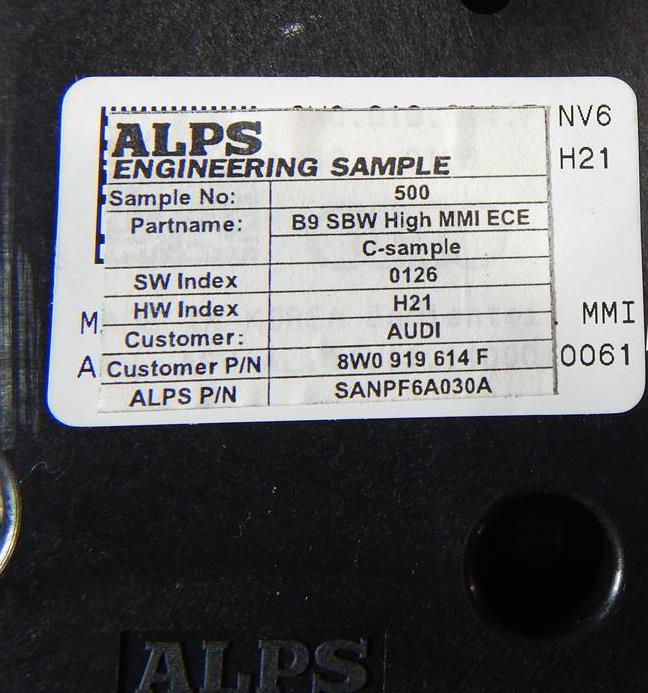 NV6
ALPS
ENGINEERING SAMPLE
H21
Sample No: 500
Partname: B9 SBW High MMI ECE
C-sample
SW Index 0126
HW Index H21
M MMI
Customer: AUDI
A Customer P/N 8W0 919 614 F 0061
ALPS P/N SANPF6A030A
ALPS